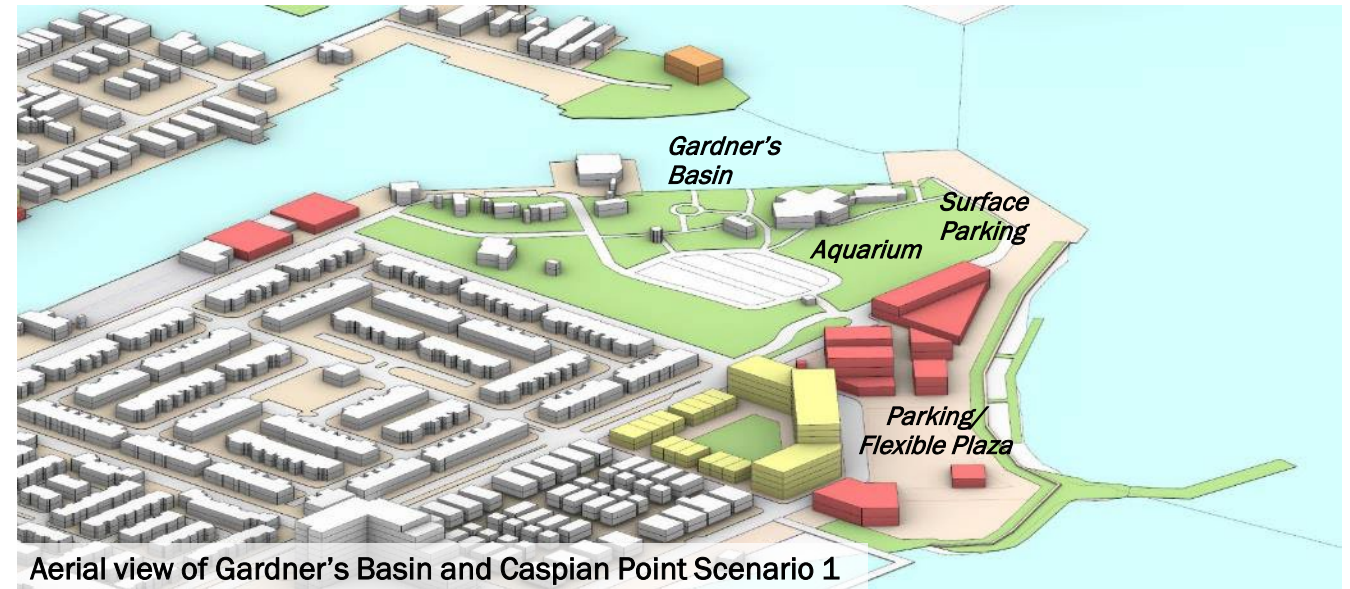 Gardner's
Basin
Surface
Parking
Aquarium
Parking/
Flexible Plaza
Aerial view of Gardner's Basin and Caspian Point Scenario 1